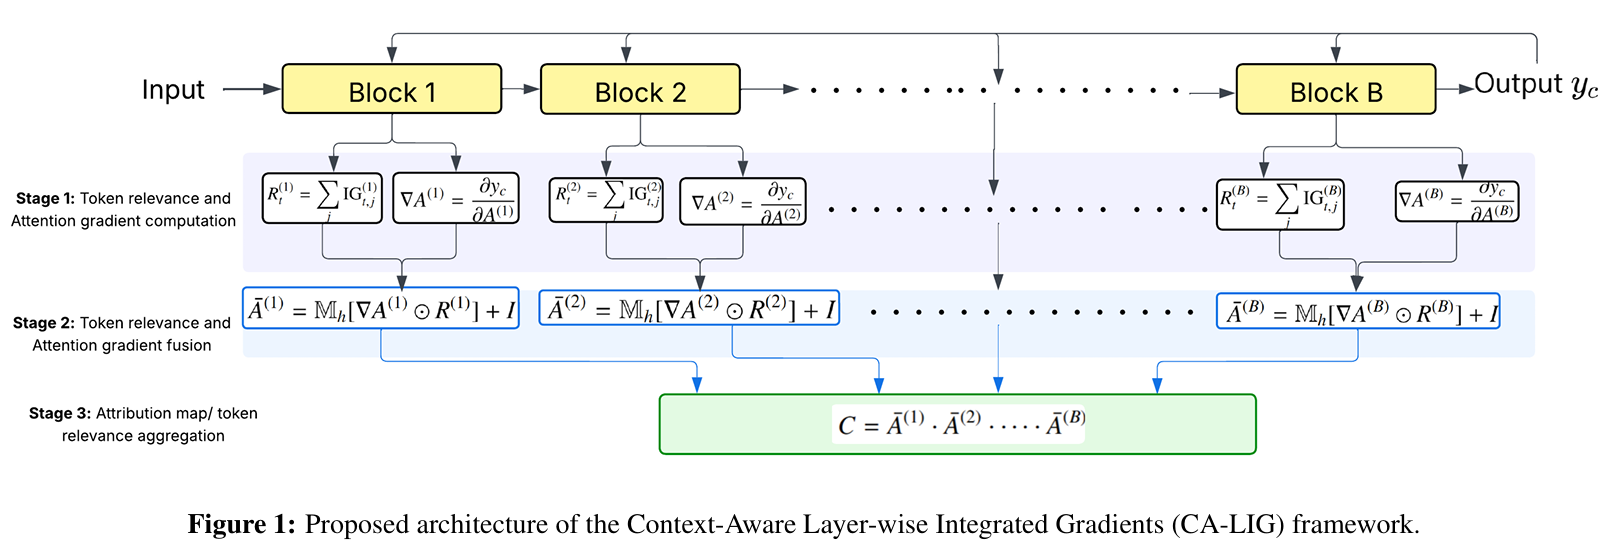 Input
Block 1
Block 2
Block B
Output y_c
Stage 1: Token relevance and
Attention gradient computation
R_t^{(1)} = \sum_j IG_{t,j}^{(1)}
∇A^{(1)} = ∂y_c / ∂A^{(1)}
R_t^{(2)} = \sum_j IG_{t,j}^{(2)}
∇A^{(2)} = ∂y_c / ∂A^{(2)}
R_t^{(B)} = \sum_j IG_{t,j}^{(B)}
∇A^{(B)} = ∂y_c / ∂A^{(B)}
Stage 2: Token relevance and
Attention gradient fusion
Ā^{(1)} = 𝕄_h[∇A^{(1)} ⊙ R^{(1)}] + I
Ā^{(2)} = 𝕄_h[∇A^{(2)} ⊙ R^{(2)}] + I
Ā^{(B)} = 𝕄_h[∇A^{(B)} ⊙ R^{(B)}] + I
Stage 3: Attribution map/ token
relevance aggregation
C = Ā^{(1)} · Ā^{(2)} · · · · · Ā^{(B)}
Figure 1: Proposed architecture of the Context-Aware Layer-wise Integrated Gradients (CA-LIG) framework.